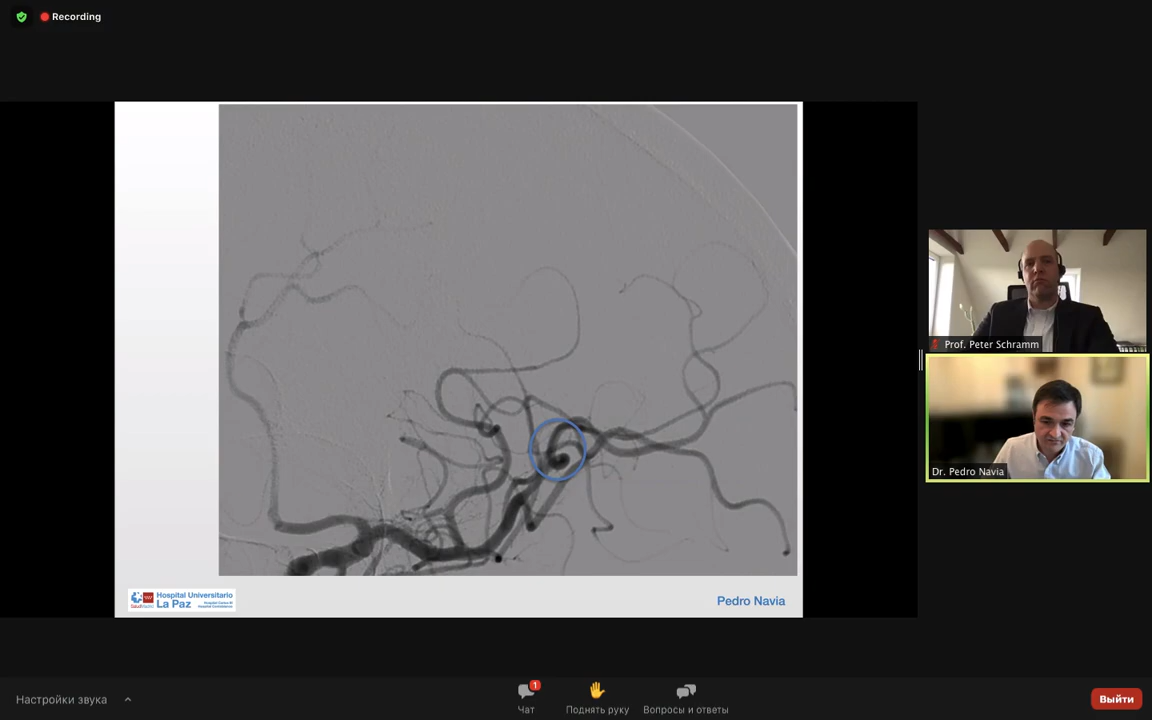 Recording
Prof. Peter Schramm
Dr. Pedro Navia
Hospital Universitario
La Paz
Pedro Navia
Настройки звука
1
Чат
Поднять руку
Вопросы и ответы
Выйти